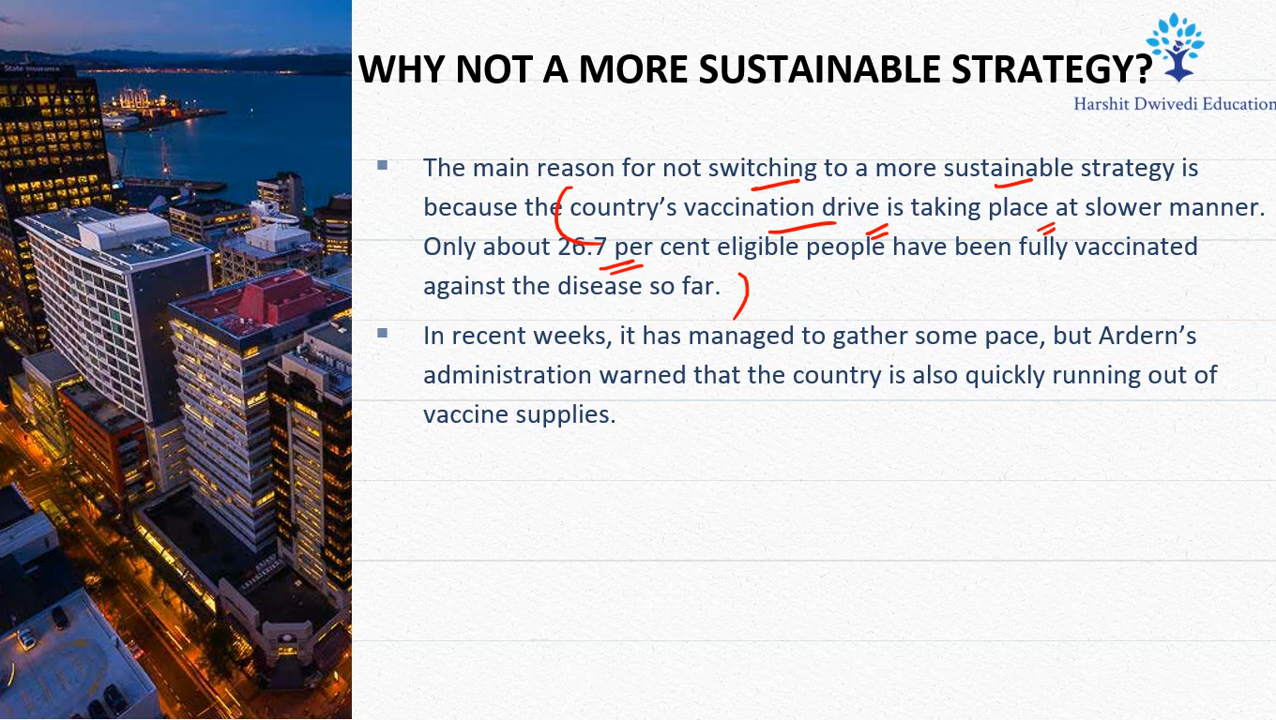 State Insurance
WHY NOT A MORE SUSTAINABLE STRATEGY?
Harshit Dwivedi Education
The main reason for not switching to a more sustainable strategy is
because the country's vaccination drive is taking place at slower manner.
Only about 26.7 per cent eligible people have been fully vaccinated
against the disease so far.
In recent weeks, it has managed to gather some pace, but Ardern's
administration warned that the country is also quickly running out of
vaccine supplies.